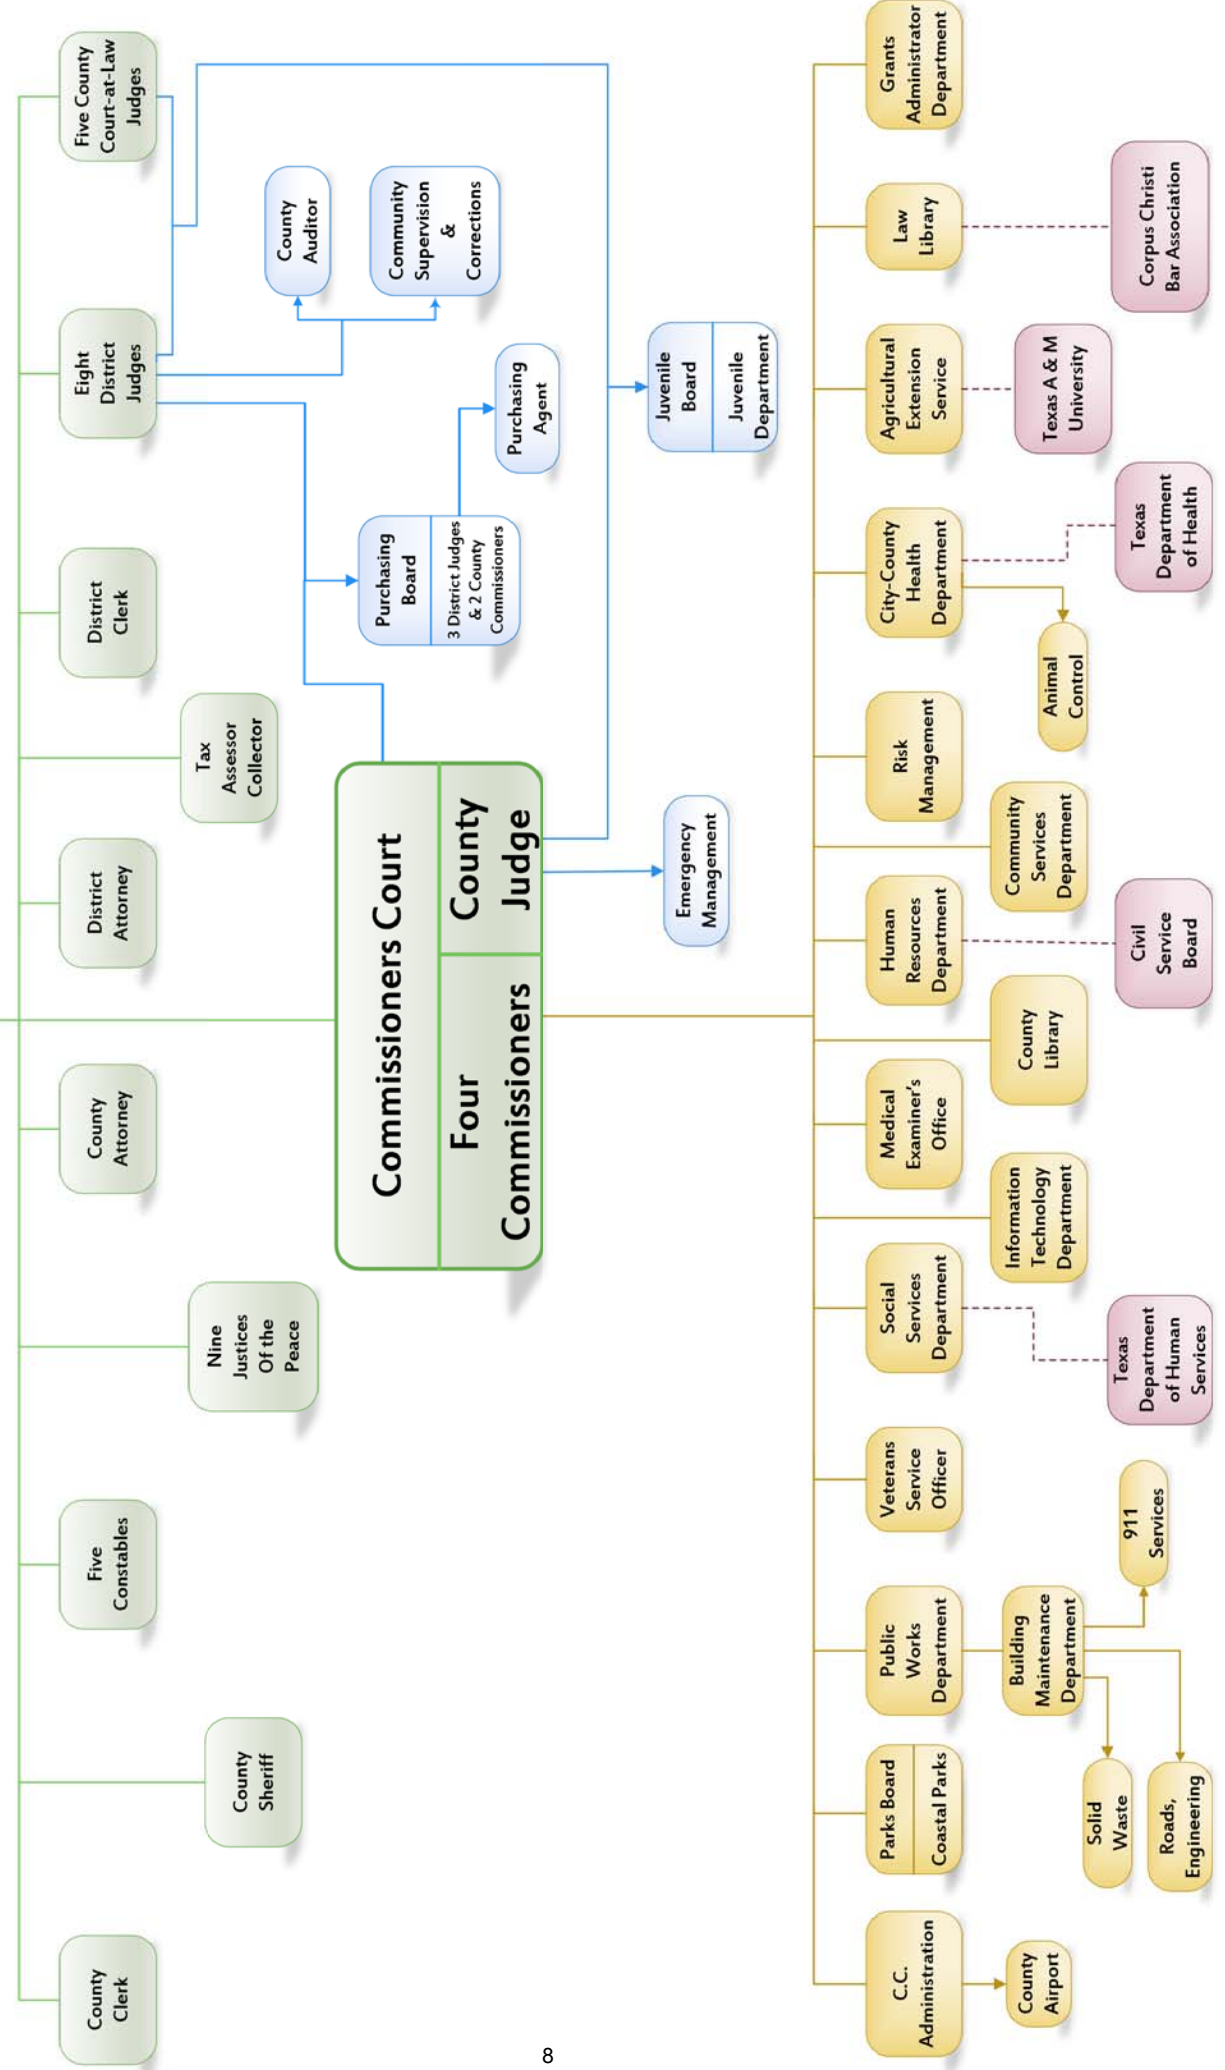 County
Clerk
County
Sheriff
Five
Constables
Nine
Justices
Of the
Peace
County
Attorney
District
Attorney
Tax
Assessor
Collector
District
Clerk
Eight
District
Judges
Five County
Court-at-Law
Judges
Commissioners Court
Four
Commissioners
County
Judge
Purchasing
Board
3 District Judges
& 2 County
Commissioners
Purchasing
Agent
County
Auditor
Community
Supervision
&
Corrections
Emergency
Management
Juvenile
Board
Juvenile
Department
C.C.
Administration
County
Airport
Parks Board
Coastal Parks
Public
Works
Department
Building
Maintenance
Department
Solid
Waste
Roads,
Engineering
911
Services
Veterans
Service
Officer
Social
Services
Department
Texas
Department
of Human
Services
Information
Technology
Department
Medical
Examiner’s
Office
County
Library
Human
Resources
Department
Civil
Service
Board
Community
Services
Department
Risk
Management
City-County
Health
Department
Animal
Control
Texas
Department
of Health
Agricultural
Extension
Service
Texas A & M
University
Law
Library
Corpus Christi
Bar Association
Grants
Administrator
Department
8